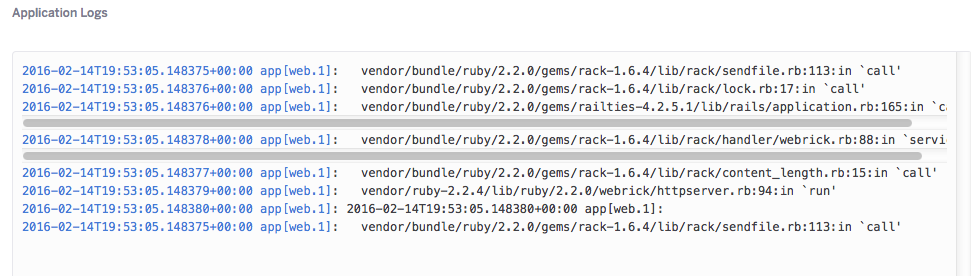 Application Logs
2016-02-14T19:53:05.148375+00:00 app[web.1]:   vendor/bundle/ruby/2.2.0/gems/rack-1.6.4/lib/rack/sendfile.rb:113:in `call'
2016-02-14T19:53:05.148376+00:00 app[web.1]:   vendor/bundle/ruby/2.2.0/gems/rack-1.6.4/lib/rack/lock.rb:17:in `call'
2016-02-14T19:53:05.148376+00:00 app[web.1]:   vendor/bundle/ruby/2.2.0/gems/railties-4.2.5.1/lib/rails/application.rb:165:in `ca
2016-02-14T19:53:05.148378+00:00 app[web.1]:   vendor/bundle/ruby/2.2.0/gems/rack-1.6.4/lib/rack/handler/webrick.rb:88:in `servi
2016-02-14T19:53:05.148377+00:00 app[web.1]:   vendor/bundle/ruby/2.2.0/gems/rack-1.6.4/lib/rack/content_length.rb:15:in `call'
2016-02-14T19:53:05.148379+00:00 app[web.1]:   vendor/ruby-2.2.4/lib/ruby/2.2.0/webrick/httpserver.rb:94:in `run'
2016-02-14T19:53:05.148380+00:00 app[web.1]: 2016-02-14T19:53:05.148380+00:00 app[web.1]:
2016-02-14T19:53:05.148375+00:00 app[web.1]:   vendor/bundle/ruby/2.2.0/gems/rack-1.6.4/lib/rack/sendfile.rb:113:in `call'